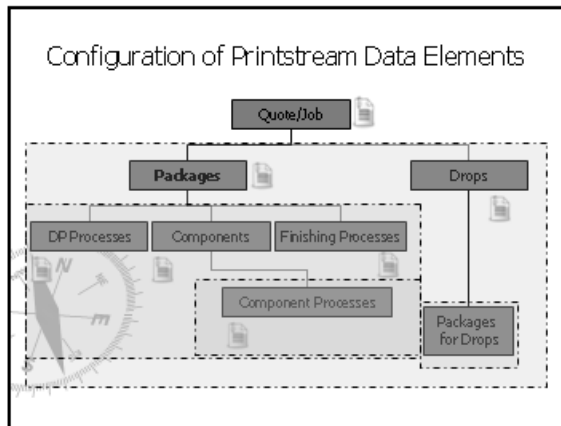 Configuration of Printstream Data Elements
Quote/Job
Packages
Drops
DP Processes
Components
Finishing Processes
Component Processes
Packages
for Drops
N
E